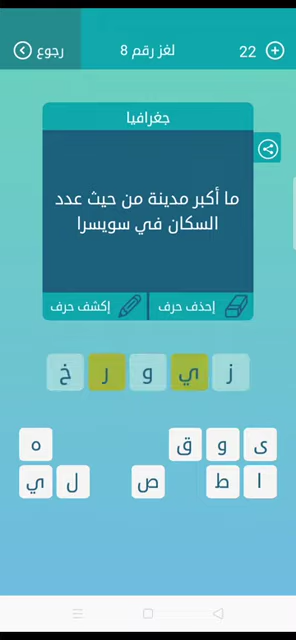 رجوع
لغز رقم 8
22
جغرافيا
ما أكبر مدينة من حيث عدد
السكان في سويسرا
إحذف حرف
إكشف حرف
ز ي و ر خ
ى و ق ه
ا ط ص ل ي